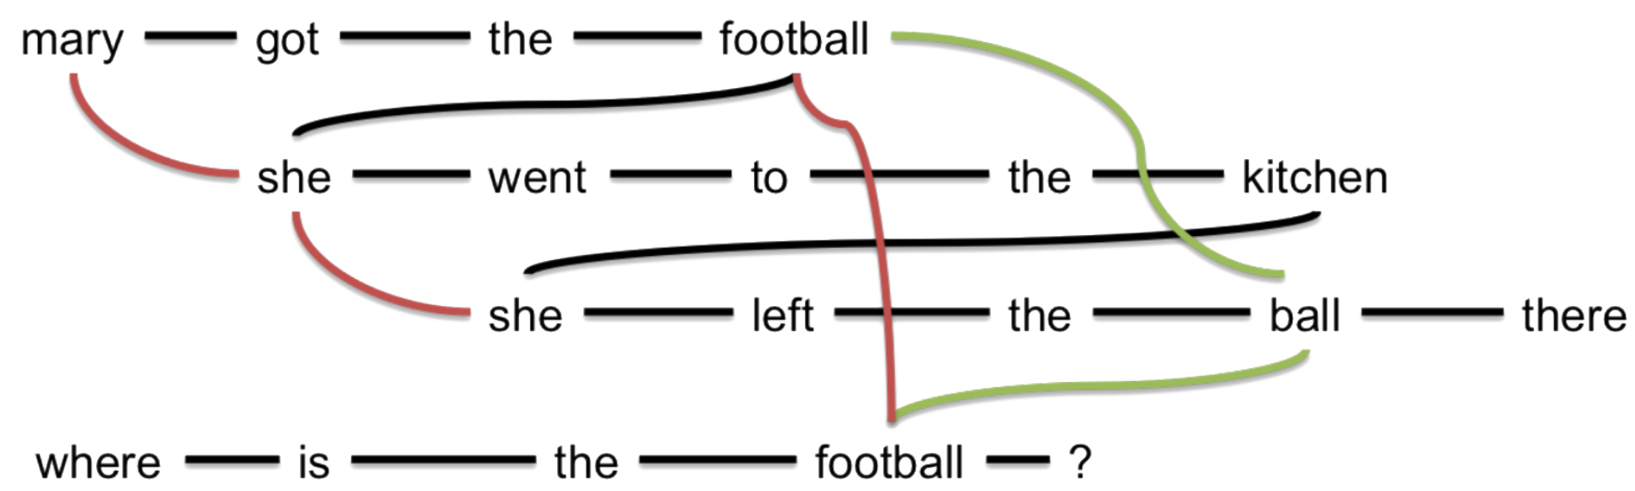 mary got the football
she went to the kitchen
she left the ball there
where is the football ?